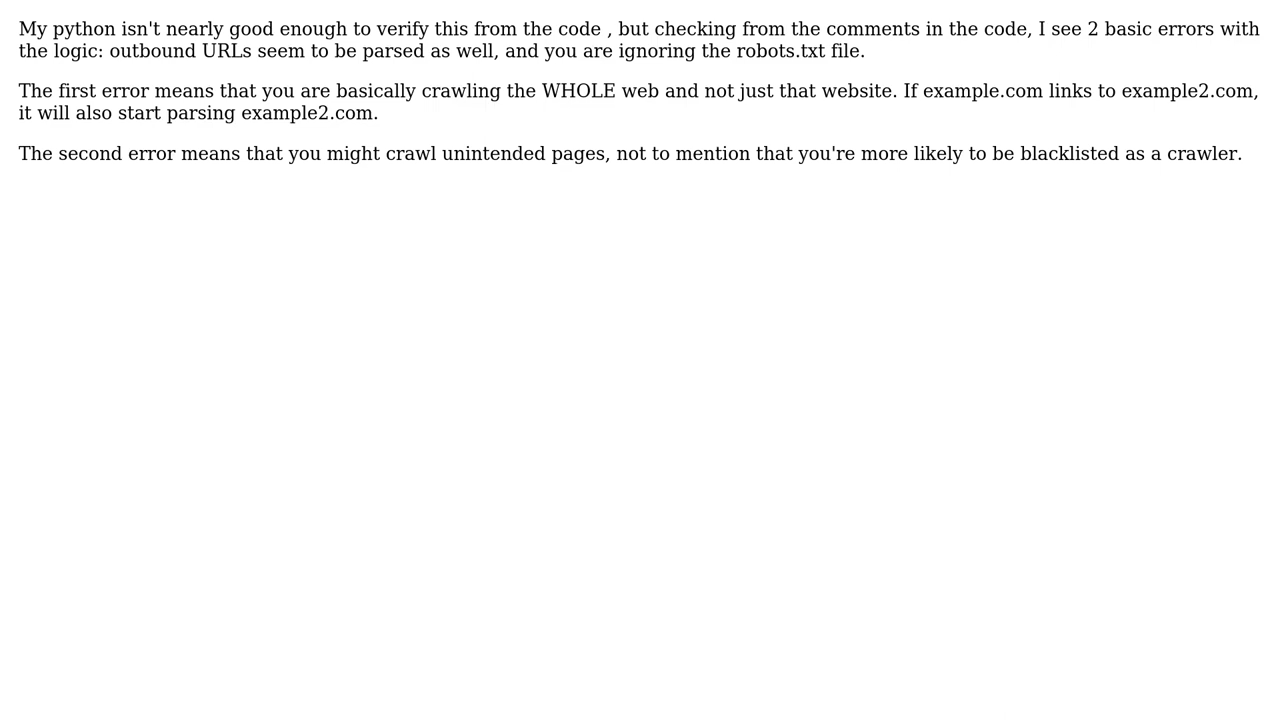 My python isn't nearly good enough to verify this from the code , but checking from the comments in the code, I see 2 basic errors with
the logic: outbound URLs seem to be parsed as well, and you are ignoring the robots.txt file.
The first error means that you are basically crawling the WHOLE web and not just that website. If example.com links to example2.com,
it will also start parsing example2.com.
The second error means that you might crawl unintended pages, not to mention that you're more likely to be blacklisted as a crawler.